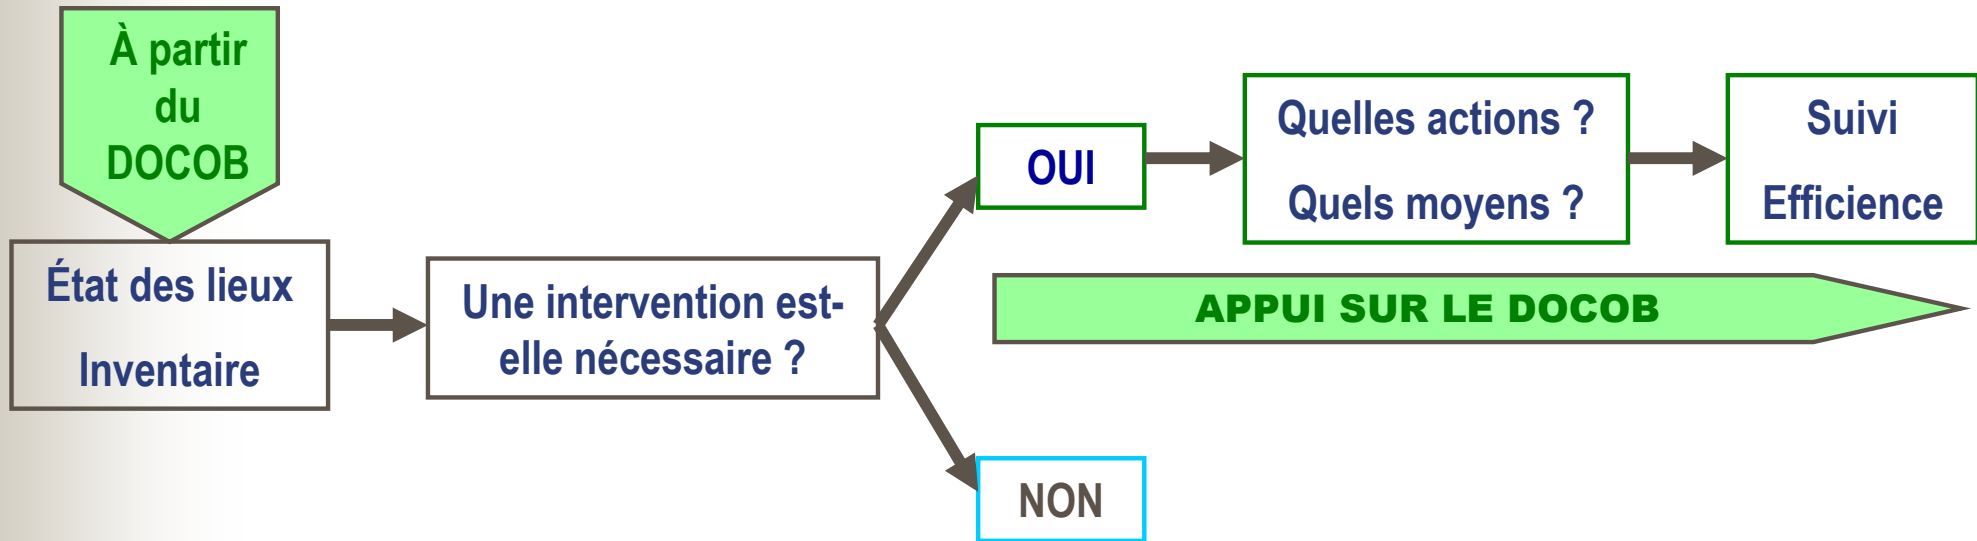 À partir
du
DOCOB
État des lieux
Inventaire
Une intervention est-
elle nécessaire ?
OUI
Quelles actions ?
Quels moyens ?
Suivi
Efficience
APPUI SUR LE DOCOB
NON